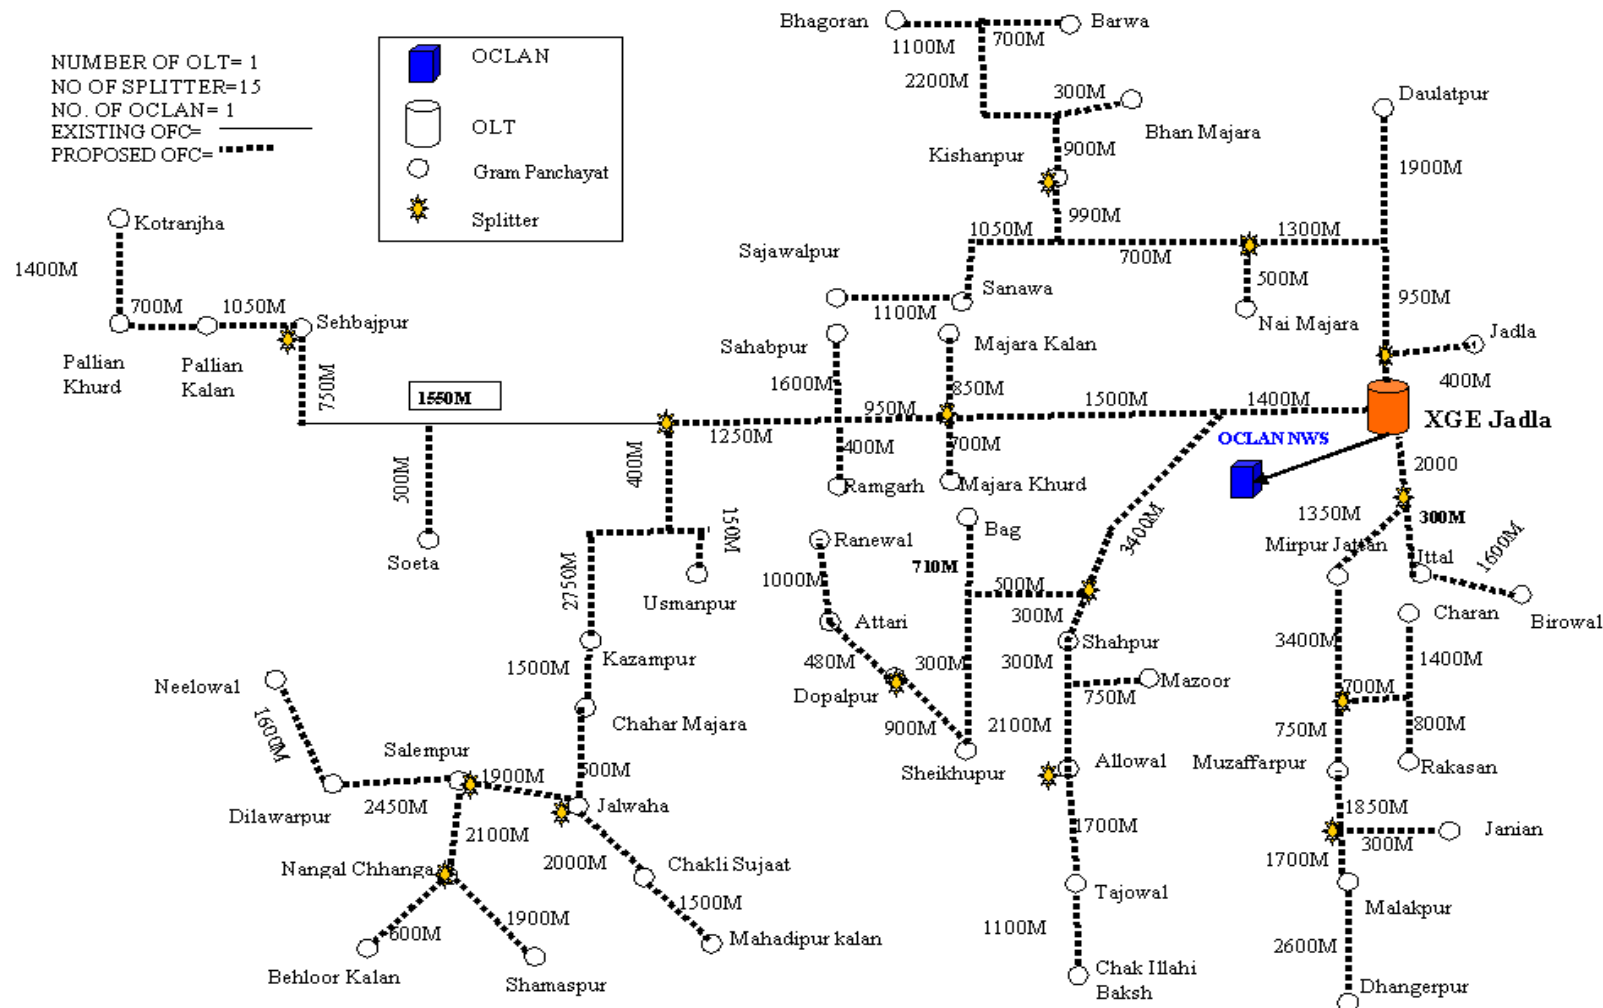 NUMBER OF OLT= 1
NO OF SPLITTER=15
NO. OF OCLAN= 1
EXISTING OFC=
PROPOSED OFC=
OCLAN
OLT
Gram Panchayat
Splitter
Bhagoran
Barwa
1100M
700M
2200M
300M
Bhan Majara
Kishanpur
900M
990M
Daulatpur
1900M
1050M
700M
1300M
500M
Sajawalpur
Sanawa
1100M
Nai Majara
950M
Jadla
400M
Kotranjha
1400M
700M
1050M
Sehbajpur
Pallian
Khurd
Pallian
Kalan
750M
1550M
Sahabpur
1600M
Majara Kalan
850M
950M
1500M
1400M
1250M
400M
700M
Ramgarh
Majara Khurd
XGE Jadla
OCLAN NWS
2000
400M
500M
Soeta
150M
Usmanpur
2750M
Kazampur
1500M
Chahar Majara
500M
Jalwaha
Ranewal
1000M
Attari
480M
Dopalpur
900M
Bag
710M
500M
300M
Sheikhupur
3400M
300M
Shahpur
300M
Mazoor
750M
2100M
Allowal
1700M
Tajowal
1100M
Chak Illahi
Baksh
1350M
300M
Mirpur Jattan
Uttal
1600M
Birowal
Charan
3400M
1400M
700M
750M
800M
Muzaffarpur
Rakasan
1850M
300M
Janian
1700M
Malakpur
2600M
Dhangerpur
Neelowal
1600M
Salempur
1900M
Dilawarpur
2450M
2100M
Nangal Chhanga
600M
1900M
Behloor Kalan
Shamaspur
2000M
Chakli Sujaat
1500M
Mahadipur kalan